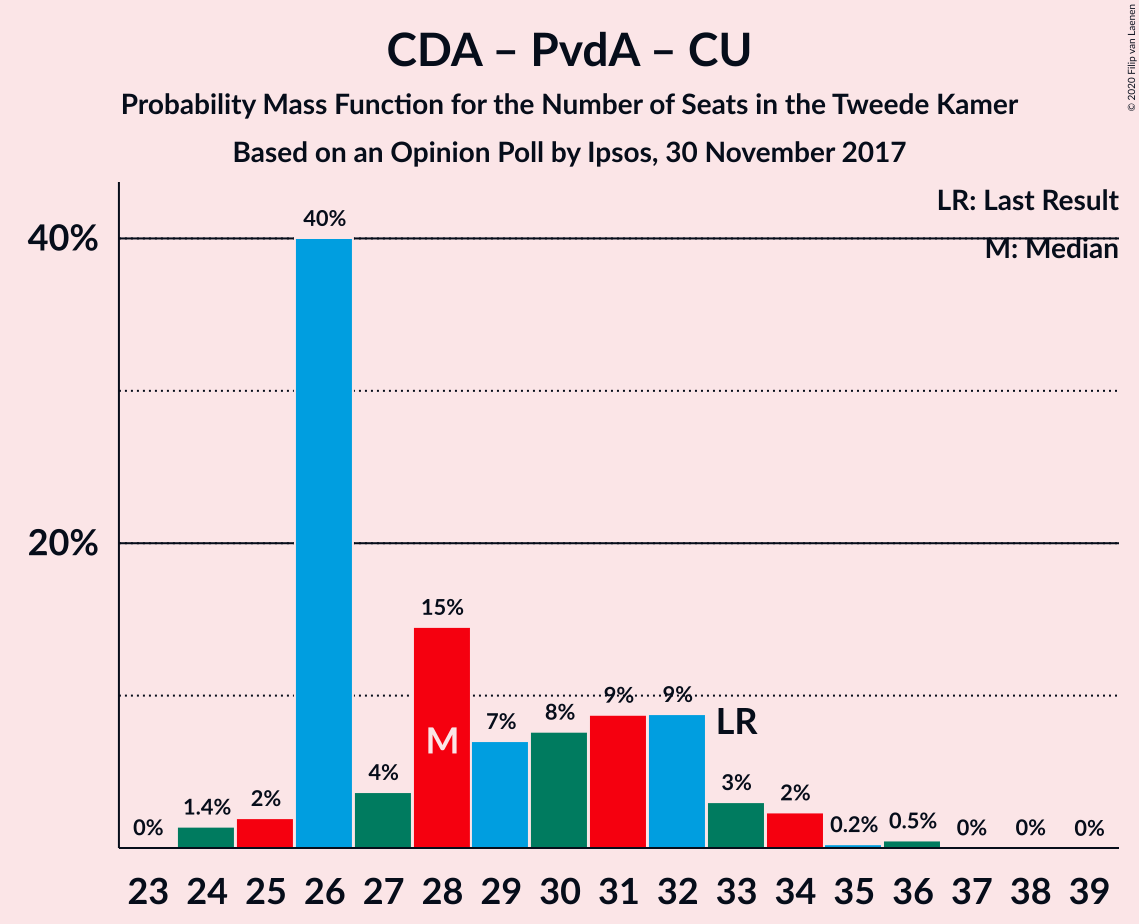 CDA – PvdA – CU
Probability Mass Function for the Number of Seats in the Tweede Kamer
Based on an Opinion Poll by Ipsos, 30 November 2017
© 2020 Filip van Laenen
LR: Last Result
M: Median
40%
20%
0%
1.4%
2%
40%
4%
15%
M
7%
8%
9%
9%
LR
3%
2%
0.2%
0.5%
0%
0%
0%
23 24 25 26 27 28 29 30 31 32 33 34 35 36 37 38 39